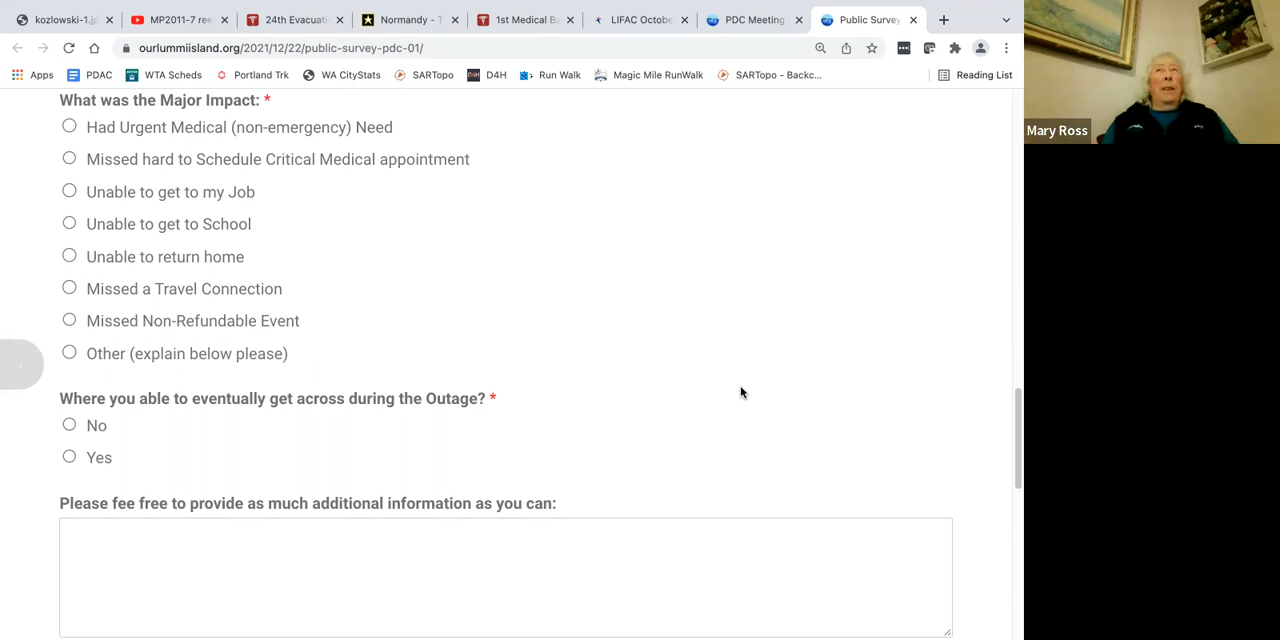 kozlowski-1.j
MP2011-7 re
24th Evacuati
Normandy - T
1st Medical Ba
LIFAC Octobe
PDC Meeting
Public Survey
ourlummiisland.org/2021/12/22/public-survey-pdc-01/
Apps
PDAC
WTA Scheds
Portland Trk
WA CityStats
SARTopo
D4H
D4H
Run Walk
Magic Mile RunWalk
SARTopo - Backc...
Reading List
Mary Ross
What was the Major Impact: *
Had Urgent Medical (non-emergency) Need
Missed hard to Schedule Critical Medical appointment
Unable to get to my Job
Unable to get to School
Unable to return home
Missed a Travel Connection
Missed Non-Refundable Event
Other (explain below please)
Where you able to eventually get across during the Outage? *
No
Yes
Please fee free to provide as much additional information as you can: